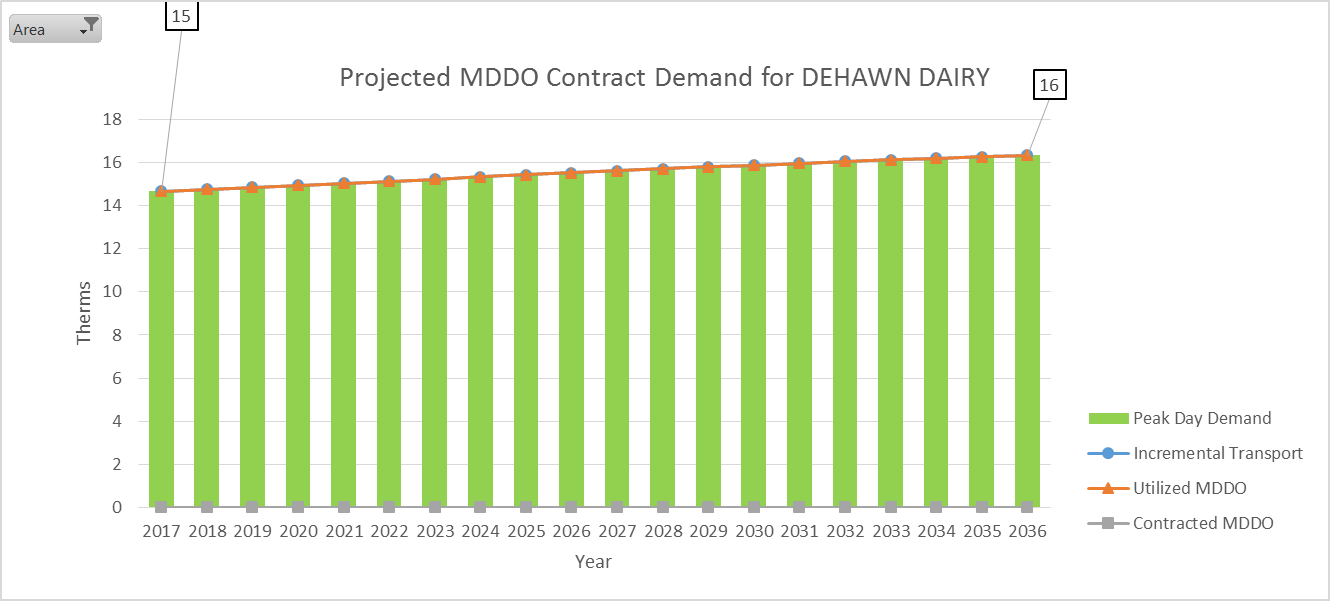 Area
15
Projected MDDO Contract Demand for DEHAWN DAIRY
16
18
16
14
12
10
8
6
4
2
0
Therms
2017 2018 2019 2020 2021 2022 2023 2024 2025 2026 2027 2028 2029 2030 2031 2032 2033 2034 2035 2036
Year
Peak Day Demand
Incremental Transport
Utilized MDDO
Contracted MDDO